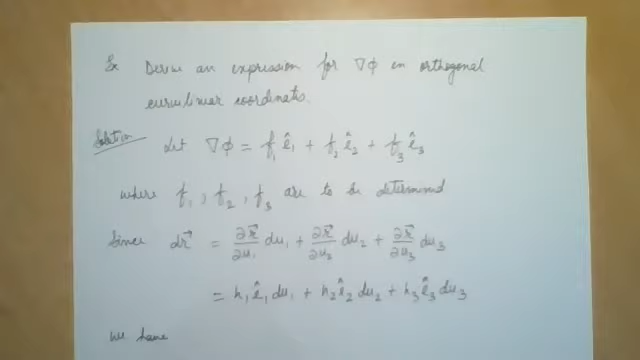 Ex Derive an expression for ∇Φ in orthogonal
curvilinear coordinates.
Solution Let ∇Φ = f₁ ê₁ + f₂ ê₂ + f₃ ê₃
where f₁, f₂, f₃ are to be determined
Since dr⃗ = ∂r⃗/∂u₁ du₁ + ∂r⃗/∂u₂ du₂ + ∂r⃗/∂u₃ du₃
= h₁ ê₁ du₁ + h₂ ê₂ du₂ + h₃ ê₃ du₃
we have